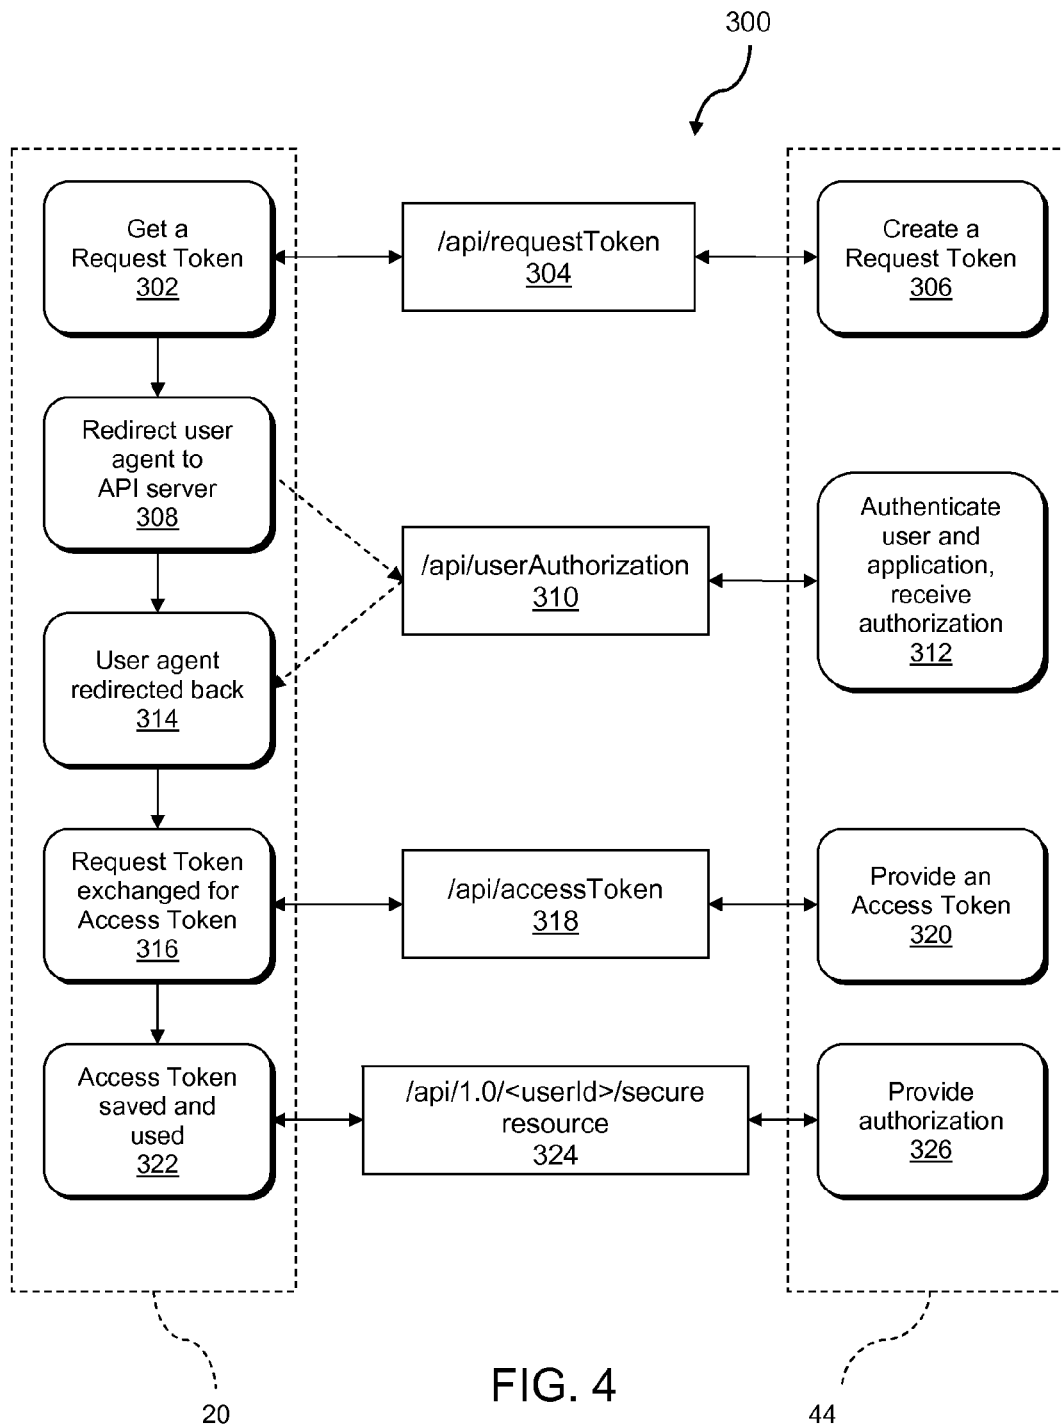 300
Get a
Request Token
302
/api/requestToken
304
Create a
Request Token
306
Redirect user
agent to
API server
308
/api/userAuthorization
310
Authenticate
user and
application,
receive
authorization
312
User agent
redirected back
314
Request Token
exchanged for
Access Token
316
/api/accessToken
318
Provide an
Access Token
320
Access Token
saved and
used
322
/api/1.0/<userId>/secure
resource
324
Provide
authorization
326
20
FIG. 4
44